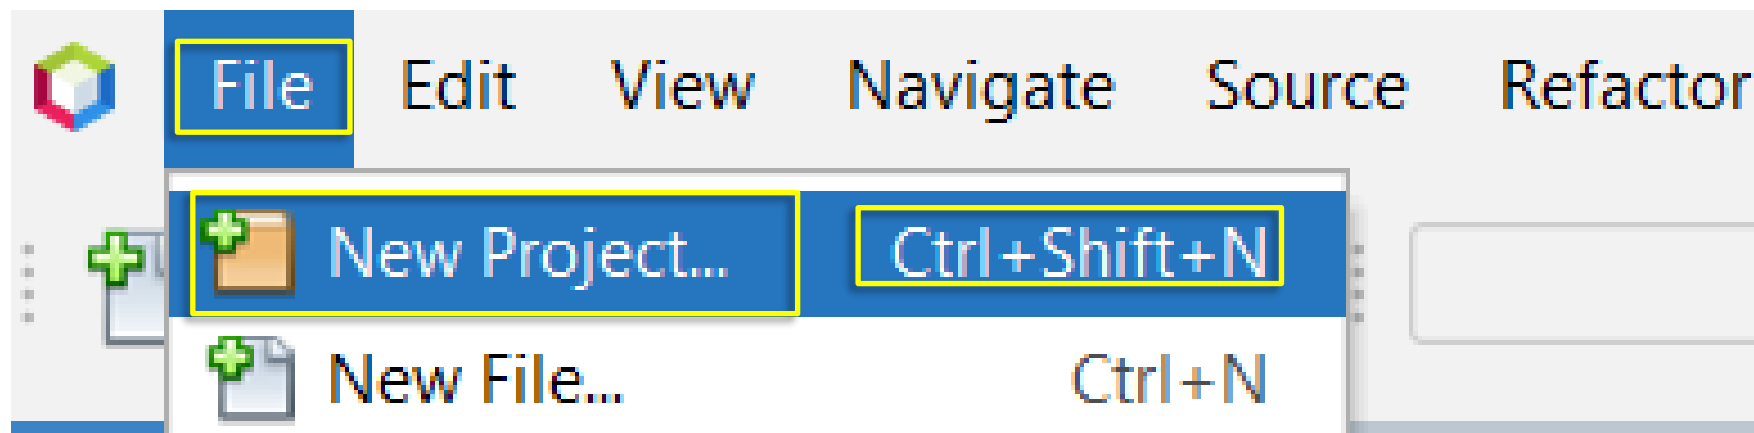 File Edit View Navigate Source Refactor
New Project... Ctrl+Shift+N
New File... Ctrl+N